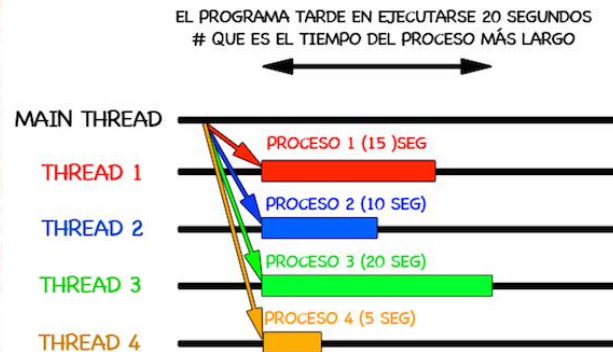 EL PROGRAMA TARDE EN EJECUTARSE 20 SEGUNDOS
# QUE ES EL TIEMPO DEL PROCESO MÁS LARGO
MAIN THREAD
PROCESO 1 (15 )SEG
THREAD 1
PROCESO 2 (10 SEG)
THREAD 2
PROCESO 3 (20 SEG)
THREAD 3
PROCESO 4 (5 SEG)
THREAD 4